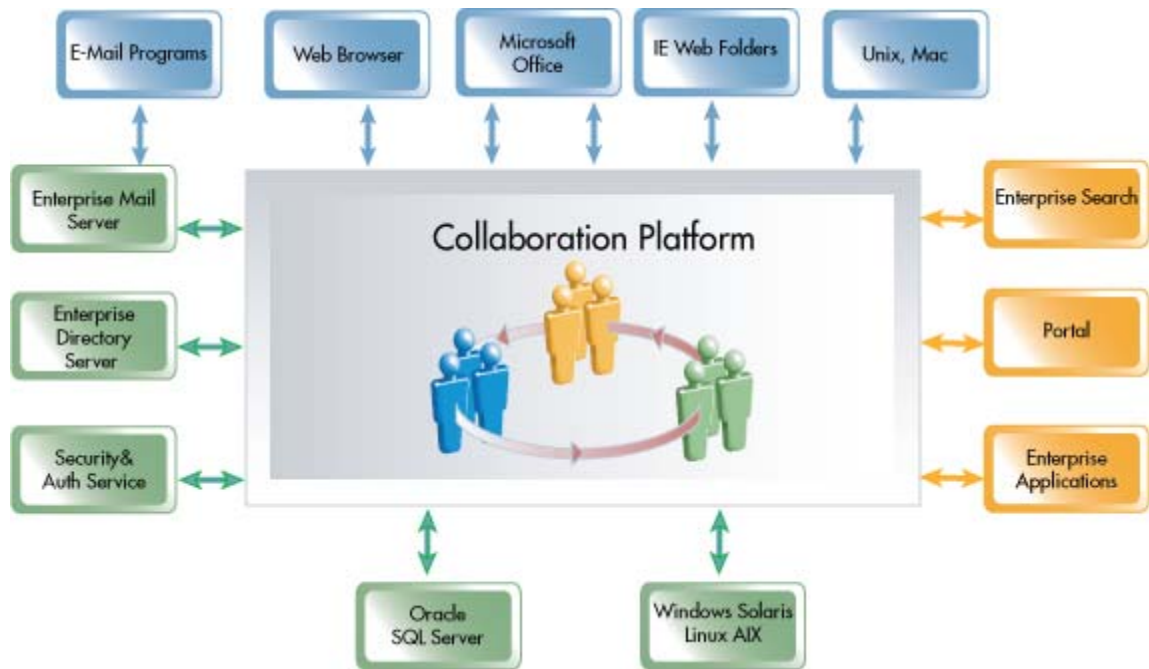 E-Mail Programs
Web Browser
Microsoft
Office
IE Web Folders
Unix, Mac
Enterprise Mail
Server
Enterprise Search
Collaboration Platform
Enterprise
Directory
Server
Portal
Security&
Auth Service
Enterprise
Applications
Oracle
SQL Server
Windows Solaris
Linux AIX